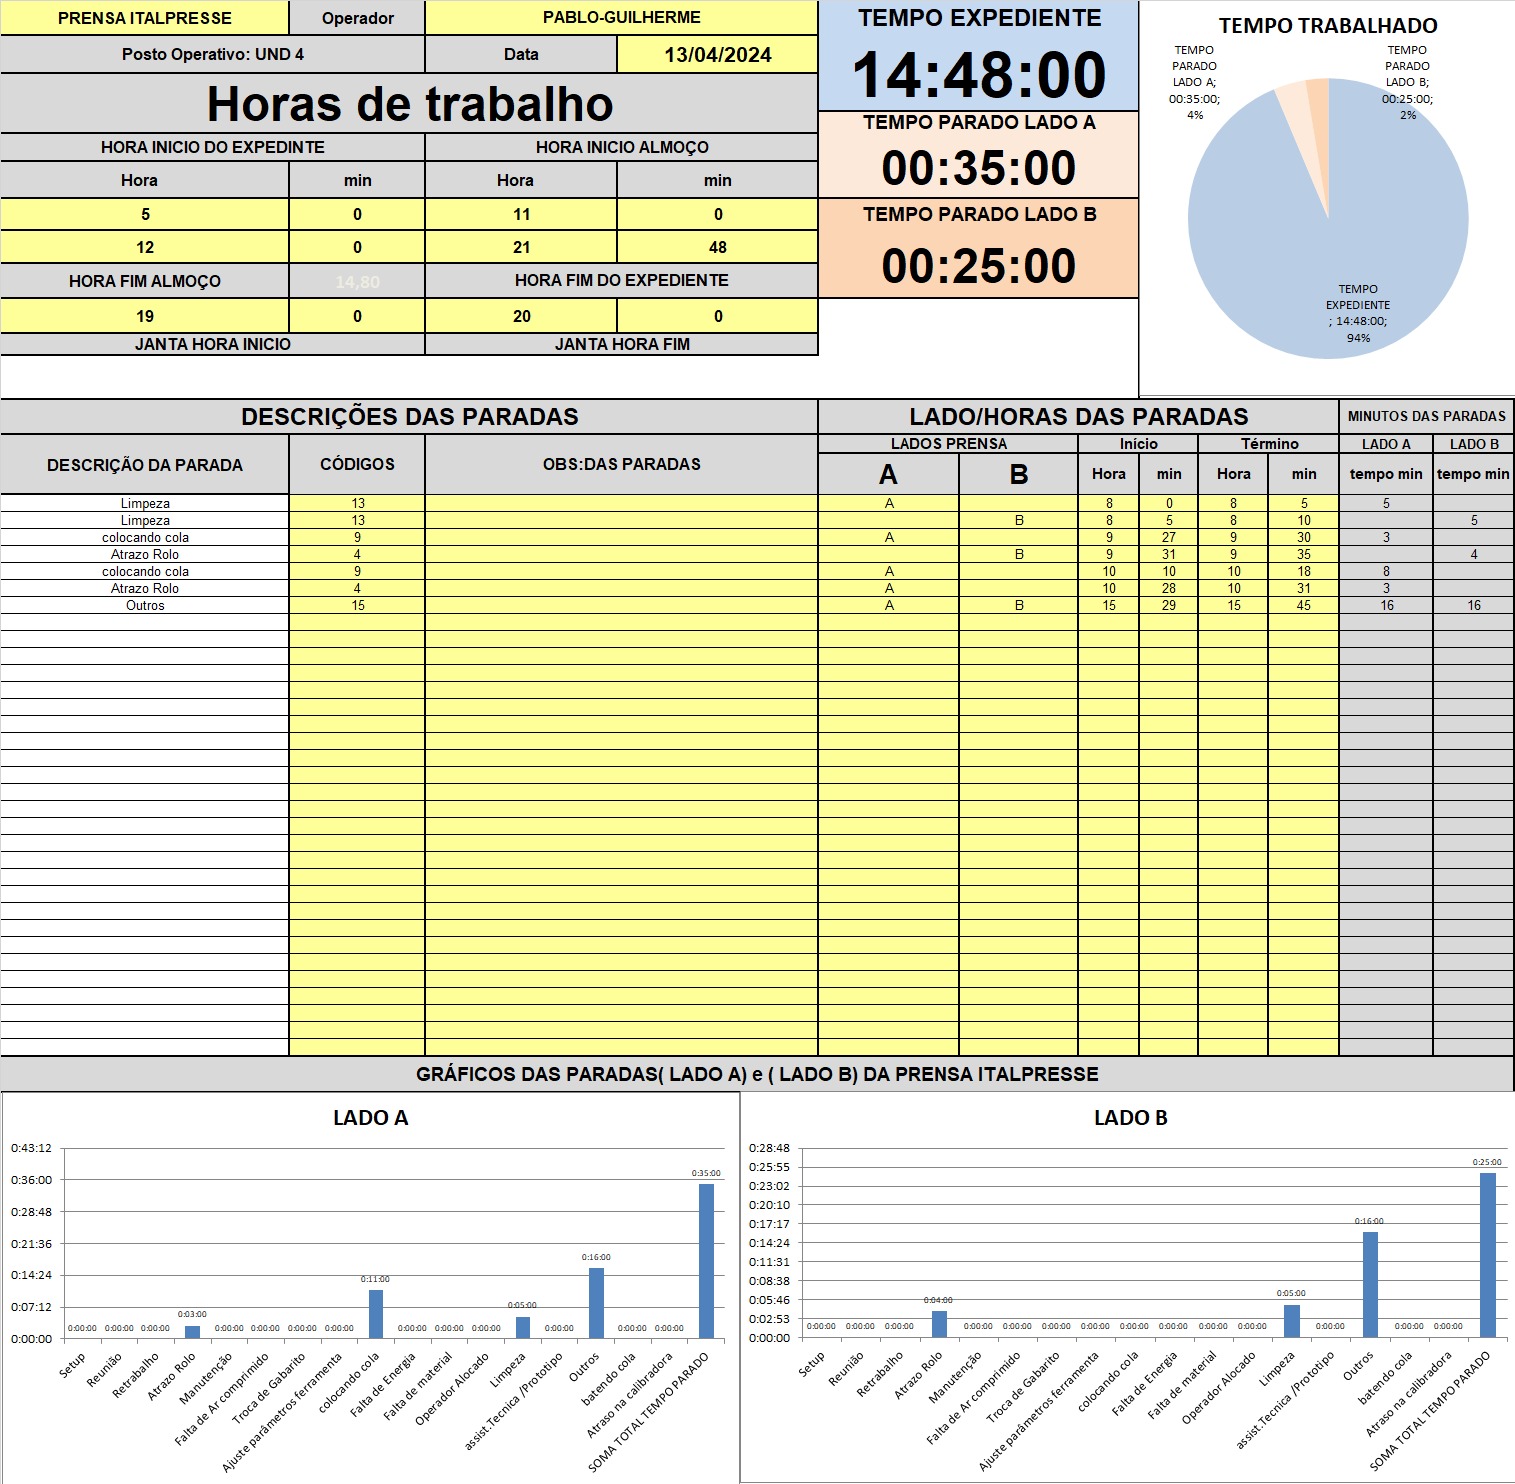 PRENSA ITALPRESSE Operador PABLO-GUILHERME
Posto Operativo: UND 4 Data 13/04/2024
Horas de trabalho
HORA INICIO DO EXPEDINTE HORA INICIO ALMOÇO
Hora min Hora min
5 0 11 0
12 0 21 48
HORA FIM ALMOÇO 14,80 HORA FIM DO EXPEDIENTE
19 0 20 0
JANTA HORA INICIO JANTA HORA FIM
TEMPO EXPEDIENTE
14:48:00
TEMPO PARADO LADO A
00:35:00
TEMPO PARADO LADO B
00:25:00
TEMPO TRABALHADO
TEMPO
PARADO
LADO A;
00:35:00;
4%
TEMPO
PARADO
LADO B;
00:25:00;
2%
TEMPO
EXPEDIENTE
; 14:48:00;
94%
DESCRIÇÕES DAS PARADAS LADO/HORAS DAS PARADAS MINUTOS DAS PARADAS
DESCRIÇÃO DA PARADA CÓDIGOS OBS:DAS PARADAS
LADOS PRENSA Início Término LADO A LADO B
A B Hora min Hora min tempo min tempo min
Limpeza 13 A 8 0 8 5 5
Limpeza 13 B 8 5 8 10 5
colocando cola 9 A 9 27 9 30 3
Atrazo Rolo 4 B 9 31 9 35 4
colocando cola 9 A 10 10 10 18 8
Atrazo Rolo 4 A 10 28 10 31 3
Outros 15 A B 15 29 15 45 16 16
GRÁFICOS DAS PARADAS( LADO A) e ( LADO B) DA PRENSA ITALPRESSE
LADO A
0:43:12
0:36:00
0:28:48
0:21:36
0:14:24
0:07:12
0:00:00
0:00:00 0:00:00 0:00:00 0:03:00 0:00:00 0:00:00 0:00:00 0:00:00 0:11:00 0:00:00 0:00:00 0:00:00 0:05:00 0:00:00 0:16:00 0:00:00 0:00:00 0:35:00
Setup
Reunião
Retrabalho
Atrazo Rolo
Manutenção
Falta de Ar comprimido
Troca de Gabarito
Ajuste parâmetros ferramenta
colocando cola
Falta de Energia
Falta de material
Operador Alocado
Limpeza
assist.Tecnica /Prototipo
Outros
batendo cola
Atraso na calibradora
SOMA TOTAL TEMPO PARADO
LADO B
0:28:48
0:25:55
0:23:02
0:20:10
0:17:17
0:14:24
0:11:31
0:08:38
0:05:46
0:02:53
0:00:00
0:00:00 0:00:00 0:00:00 0:04:00 0:00:00 0:00:00 0:00:00 0:00:00 0:00:00 0:00:00 0:00:00 0:00:00 0:05:00 0:00:00 0:16:00 0:00:00 0:00:00 0:25:00
Setup
Reunião
Retrabalho
Atrazo Rolo
Manutenção
Falta de Ar comprimido
Troca de Gabarito
Ajuste parâmetros ferramenta
colocando cola
Falta de Energia
Falta de material
Operador Alocado
Limpeza
assist.Tecnica /Prototipo
Outros
batendo cola
Atraso na calibradora
SOMA TOTAL TEMPO PARADO